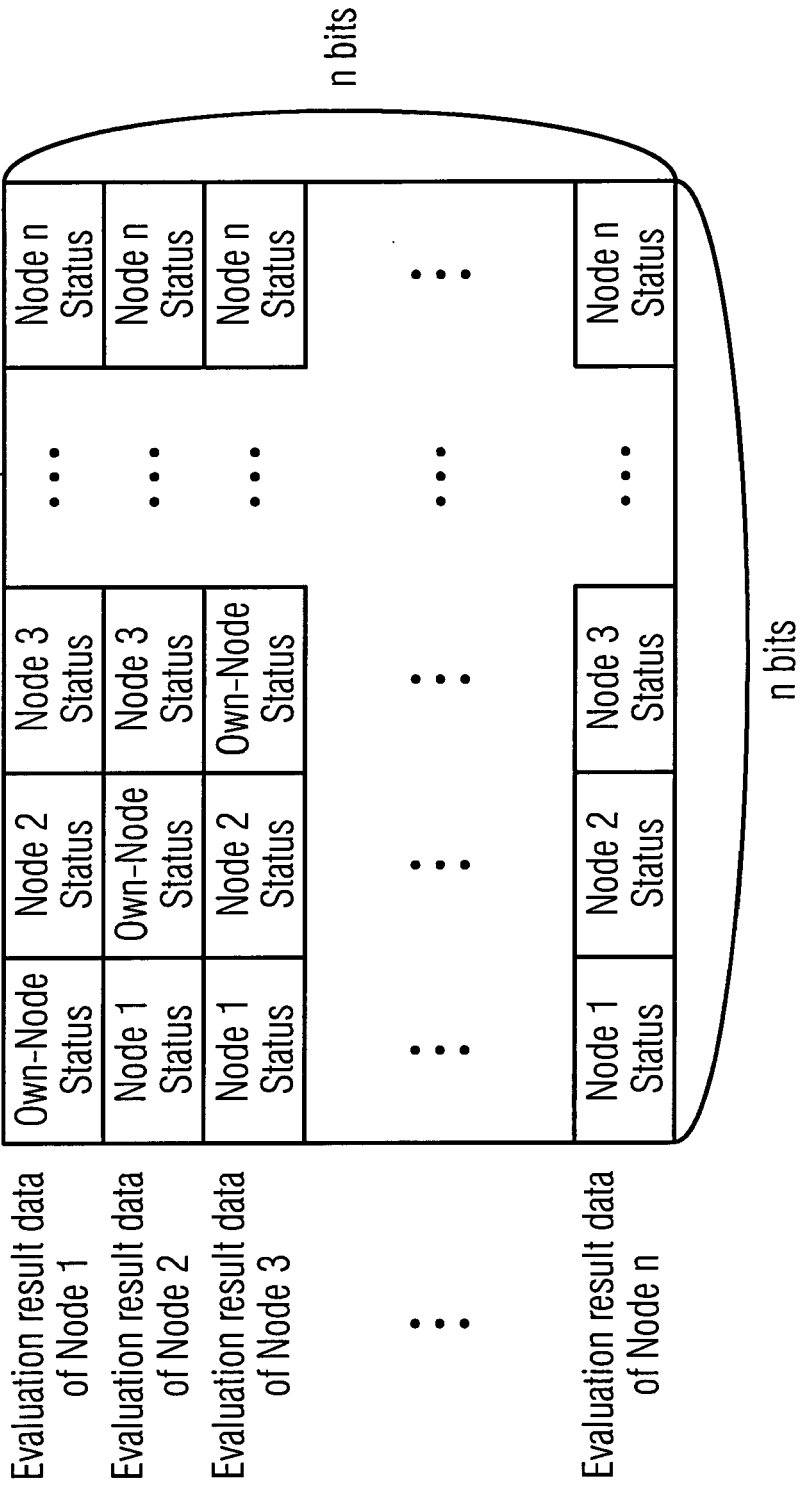 Evaluation result data
of Node 1
Own-Node
Status
Node 2
Status
Node 3
Status
Node n
Status
Evaluation result data
of Node 2
Node 1
Status
Own-Node
Status
Node 3
Status
Node n
Status
Evaluation result data
of Node 3
Node 1
Status
Node 2
Status
Own-Node
Status
Node n
Status
Evaluation result data
of Node n
Node 1
Status
Node 2
Status
Node 3
Status
Node n
Status
n bits
n bits